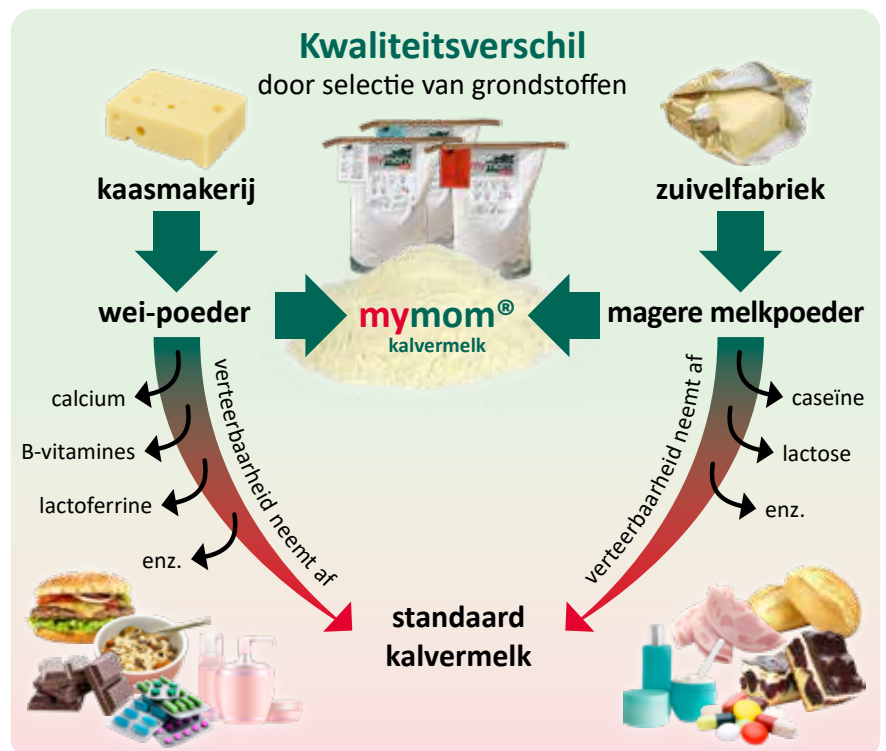 Kwaliteitsverschil
door selectie van grondstoffen
kaasmakerij
zuivelfabriek
mymom
wei-poeder
mymom®
kalvermelk
magere melkpoeder
verteerbaarheid neemt af
calcium
B-vitamines
lactoferrine
enz.
verteerbaarheid neemt af
caseïne
lactose
enz.
standaard
kalvermelk